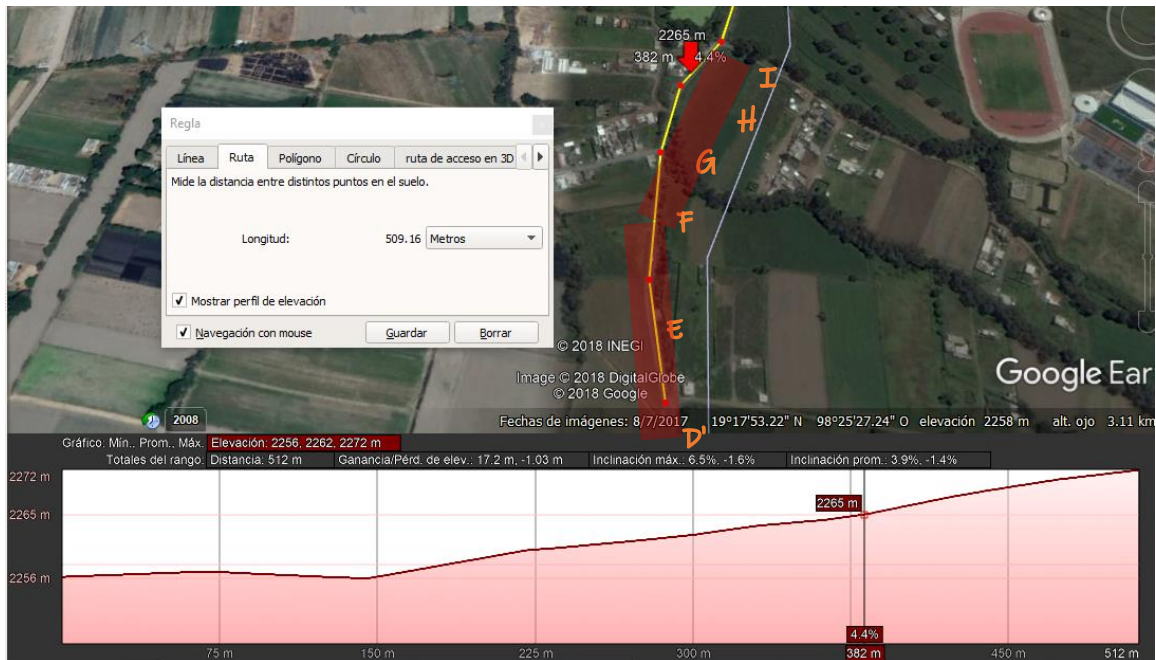 2265 m
382 m 4.4%
I
H
G
F
E
D'
Regla
Línea Ruta Polígono Círculo ruta de acceso en 3D
Mide la distancia entre distintos puntos en el suelo.
Longitud: 509.16 Metros
Mostrar perfil de elevación
Navegación con mouse Guardar Borrar
© 2018 INEGI
Image © 2018 DigitalGlobe
© 2018 Google
Google Ear
2008
Fechas de imágenes: 8/7/2017 19°17'53.22" N 98°25'27.24" O elevación 2258 m alt. ojo 3.11 km
Gráfico: Mín., Prom., Máx. Elevación: 2256, 2262, 2272 m
Totales del rango: Distancia: 512 m Ganancia/Pérd. de elev.: 17.2 m, -1.03 m Inclinación máx.: 6.5%, -1.6% Inclinación prom.: 3.9%, -1.4%
2272 m
2265 m
2265 m
2256 m
4.4%
75 m 150 m 225 m 300 m 382 m 450 m 512 m